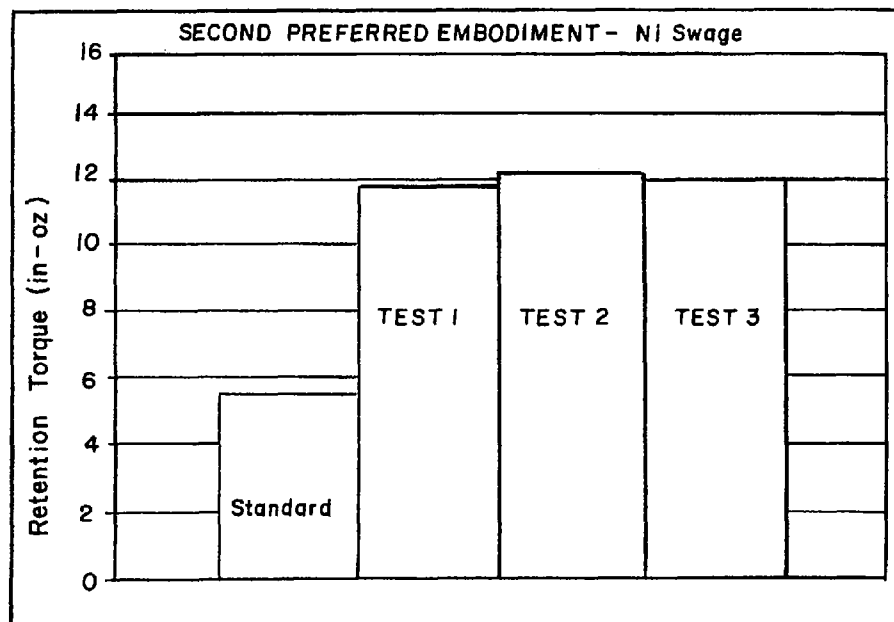 SECOND PREFERRED EMBODIMENT - Ni Swage
16
14
12
10
8
6
4
2
0
Retention Torque (in-oz)
Standard
TEST 1
TEST 2
TEST 3